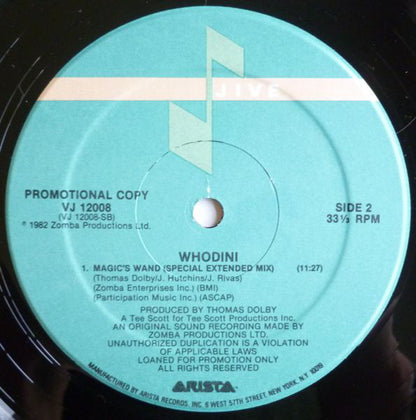 JIVE
PROMOTIONAL COPY
VJ 12008
(VJ 12008-SB)
℗ 1982 Zomba Productions Ltd.
SIDE 2
33⅓ RPM
WHODINI
1. MAGIC'S WAND (SPECIAL EXTENDED MIX) (11:27)
(Thomas Dolby/J. Hutchins/J. Rivas)
(Zomba Enterprises Inc.) (BMI)
(Participation Music Inc.) (ASCAP)
PRODUCED BY THOMAS DOLBY
A Tee Scott for Tee Scott Productions Inc.
AN ORIGINAL SOUND RECORDING MADE BY
ZOMBA PRODUCTIONS LTD.
UNAUTHORIZED DUPLICATION IS A VIOLATION
OF APPLICABLE LAWS
LOANED FOR PROMOTION ONLY
ALL RIGHTS RESERVED
ARISTA
MANUFACTURED BY ARISTA RECORDS, INC. 6 WEST 57TH STREET, NEW YORK, N.Y. 10019